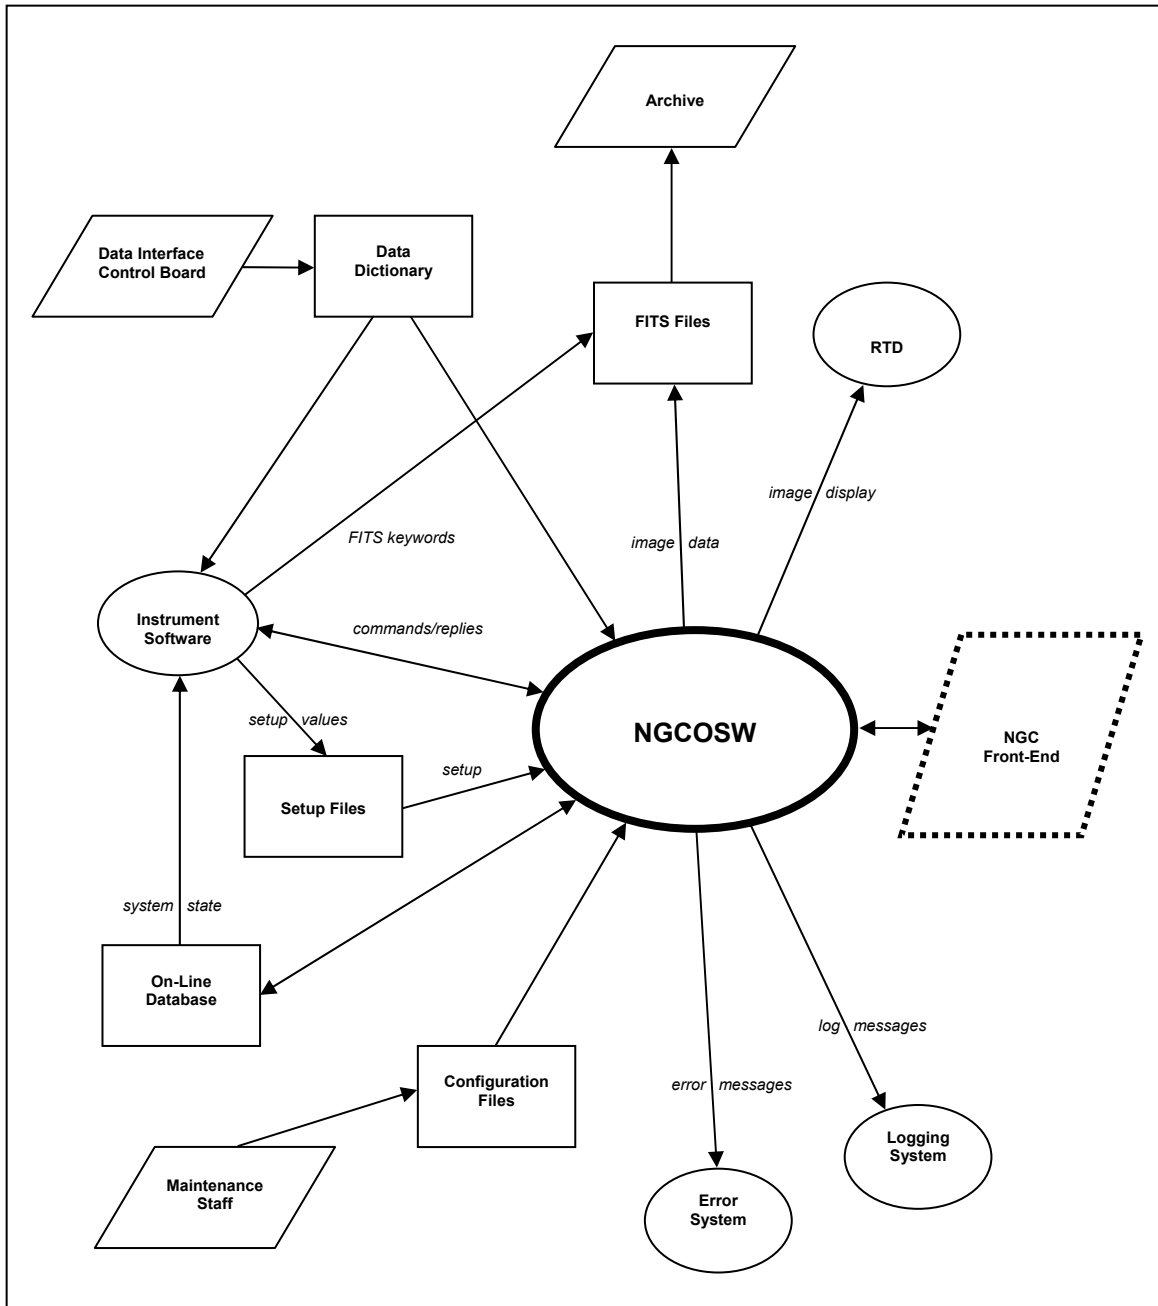 Archive
Data Interface
Control Board
Data
Dictionary
FITS Files
RTD
image display
FITS keywords
image data
Instrument
Software
commands/replies
setup values
NGCOSW
NGC
Front-End
setup
Setup Files
system state
On-Line
Database
log messages
Configuration
Files
error messages
Logging
System
Maintenance
Staff
Error
System